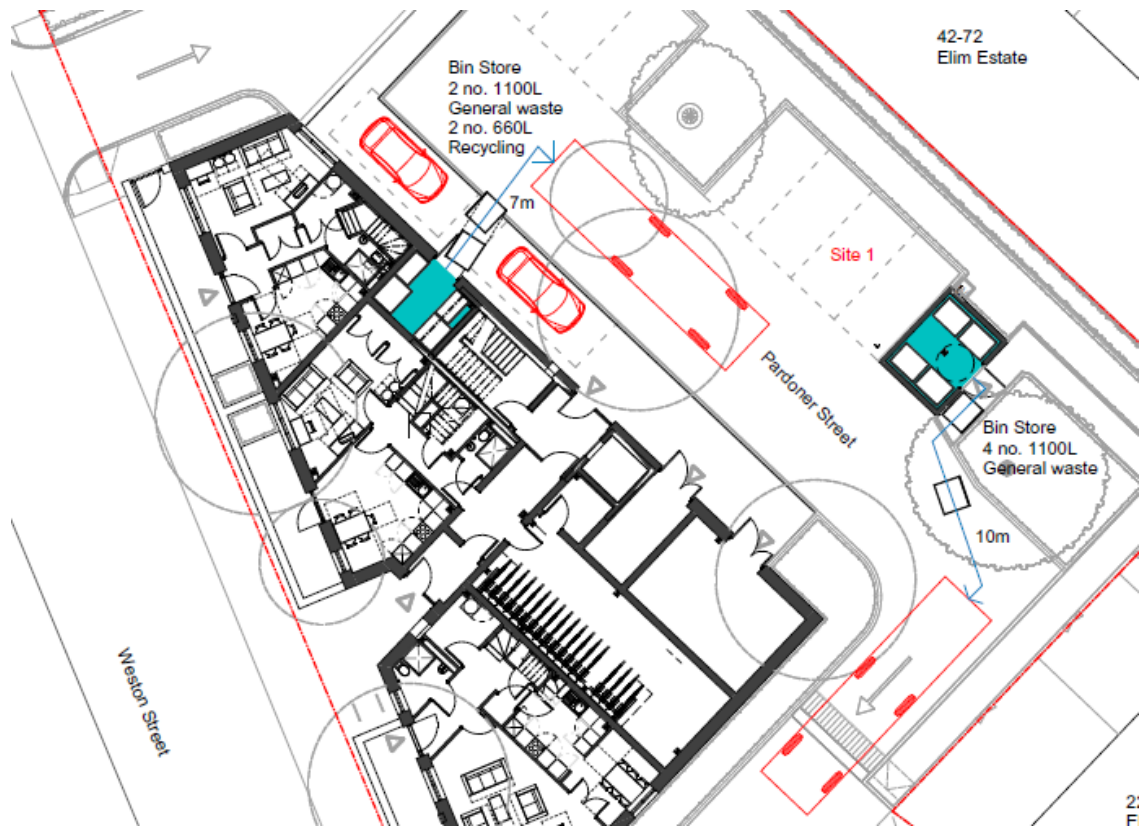 42-72
Elim Estate
Bin Store
2 no. 1100L
General waste
2 no. 660L
Recycling
7m
Site 1
Pardoner Street
Bin Store
4 no. 1100L
General waste
10m
Weston Street
22